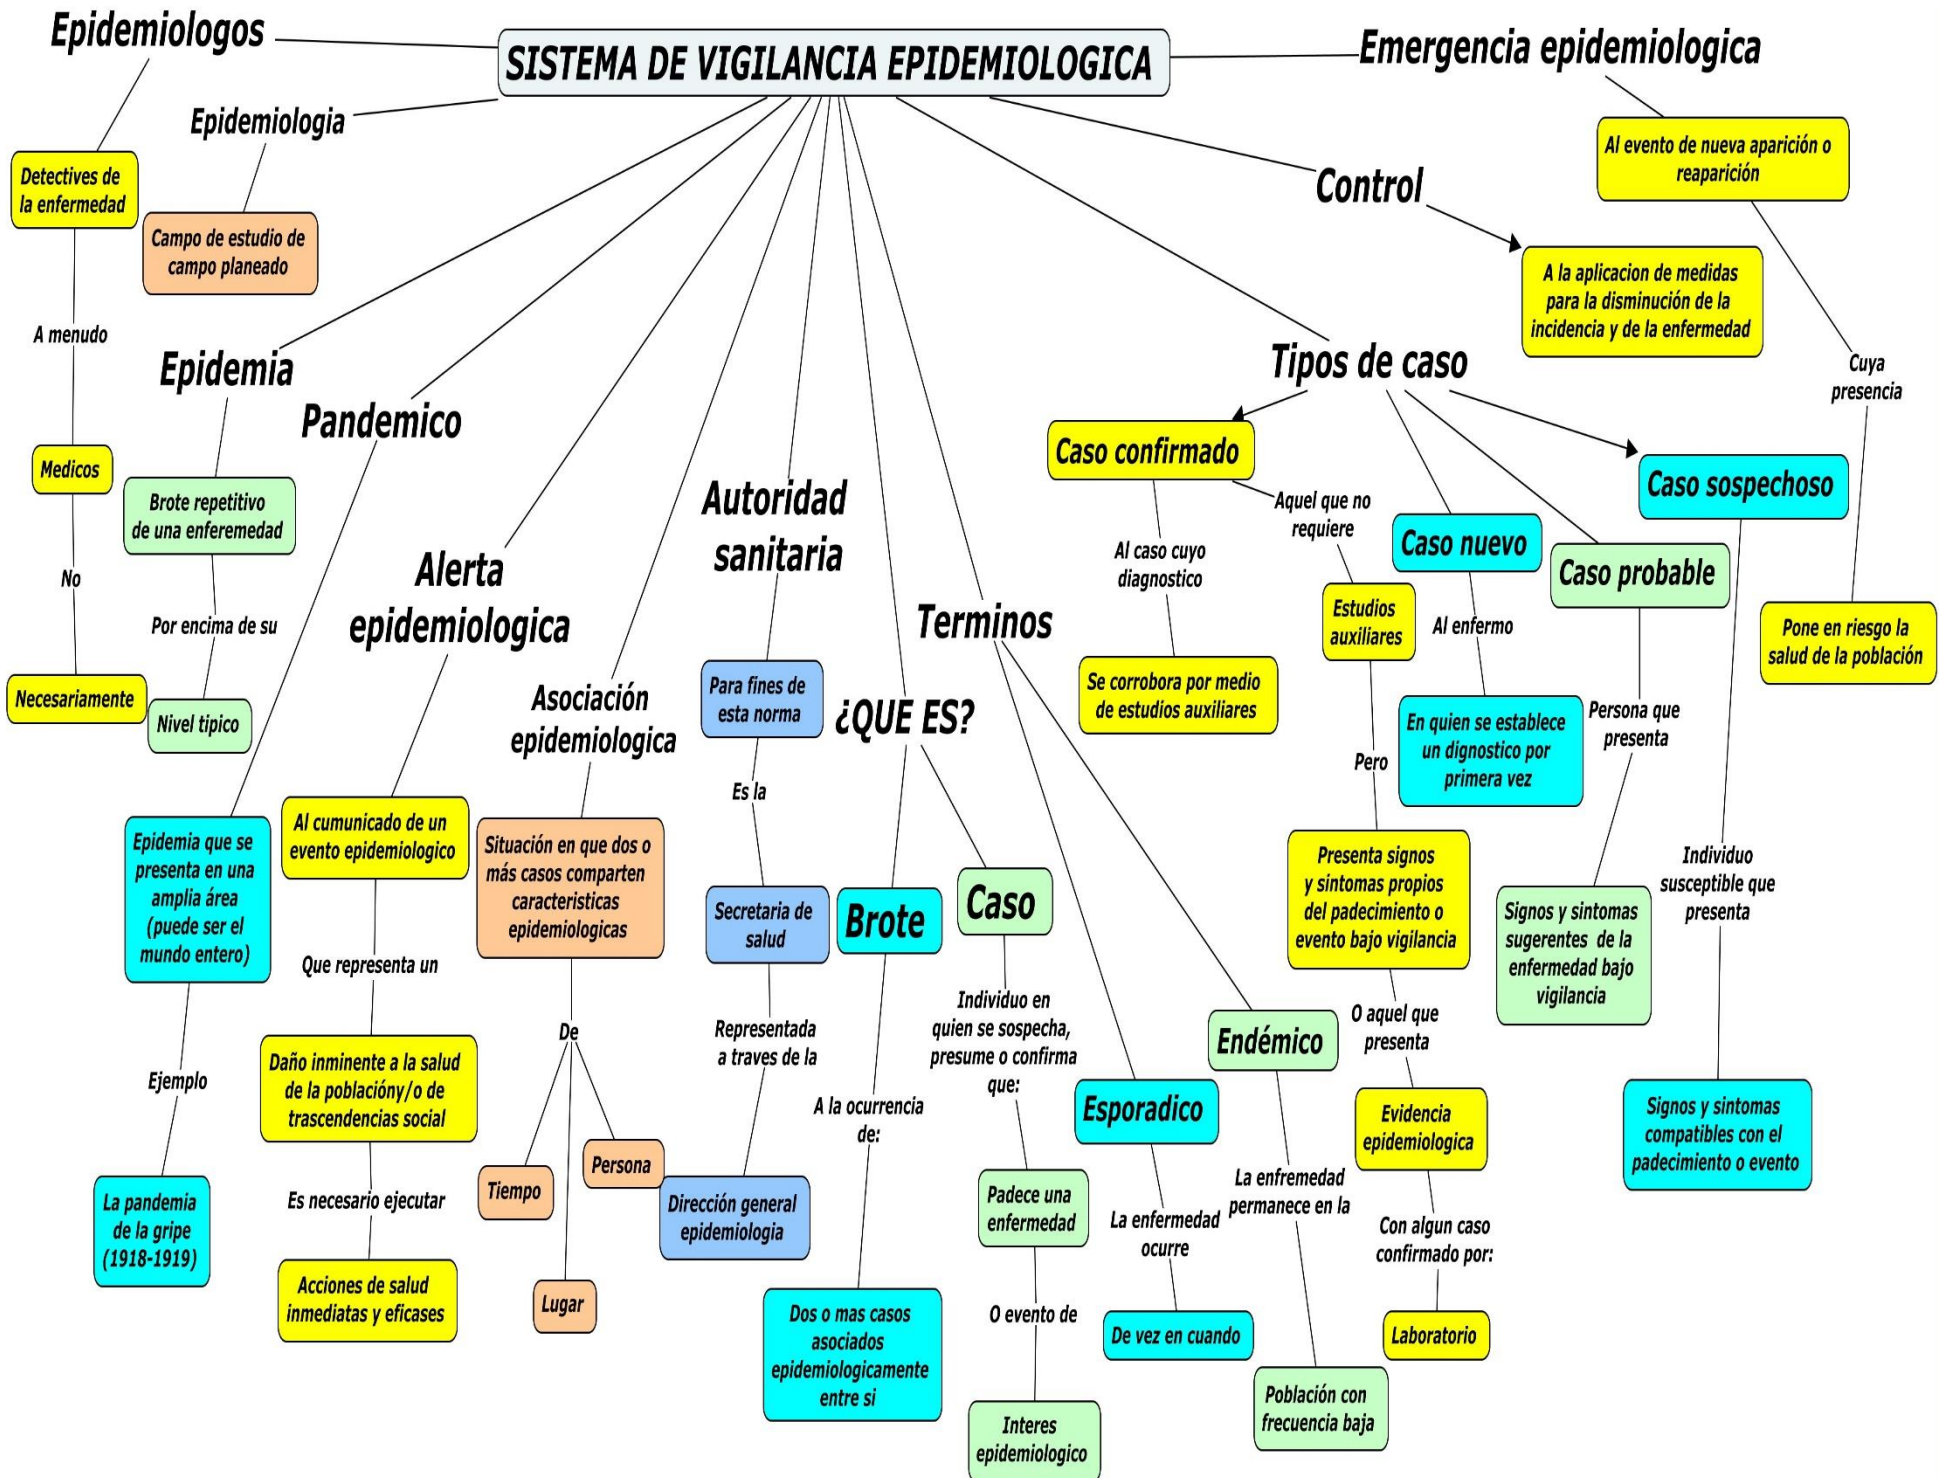 SISTEMA DE VIGILANCIA EPIDEMIOLOGICA
Epidemiologos
Detectives de
la enfermedad
A menudo
Medicos
No
Necesariamente
Epidemiologia
Campo de estudio de
campo planeado
Epidemia
Brote repetitivo
de una enferemedad
Por encima de su
Nivel tipico
Pandemico
Epidemia que se
presenta en una
amplia área
(puede ser el
mundo entero)
Ejemplo
La pandemia
de la gripe
(1918-1919)
Alerta
epidemiologica
Al cumunicado de un
evento epidemiologico
Que representa un
Daño inminente a la salud
de la poblacióny/o de
trascendencias social
Es necesario ejecutar
Acciones de salud
inmediatas y eficases
Asociación
epidemiologica
Situación en que dos o
más casos comparten
caracteristicas
epidemiologicas
De
Tiempo
Lugar
Persona
Autoridad
sanitaria
Para fines de
esta norma
Es la
Secretaria de
salud
Representada
a traves de la
Dirección general
epidemiologia
¿QUE ES?
Brote
A la ocurrencia
de:
Dos o mas casos
asociados
epidemiologicamente
entre si
Caso
Individuo en
quien se sospecha,
presume o confirma
que:
Padece una
enfermedad
O evento de
Interes
epidemiologico
Terminos
Esporadico
La enfermedad
ocurre
De vez en cuando
Endémico
La enfremedad
permanece en la
Población con
frecuencia baja
Tipos de caso
Caso confirmado
Al caso cuyo
diagnostico
Se corrobora por medio
de estudios auxiliares
Aquel que no
requiere
Estudios
auxiliares
Pero
Presenta signos
y sintomas propios
del padecimiento o
evento bajo vigilancia
O aquel que
presenta
Evidencia
epidemiologica
Con algun caso
confirmado por:
Laboratorio
Caso nuevo
Al enfermo
En quien se establece
un dignostico por
primera vez
Caso probable
Persona que
presenta
Signos y sintomas
sugerentes de la
enfermedad bajo
vigilancia
Caso sospechoso
Individuo
susceptible que
presenta
Signos y sintomas
compatibles con el
padecimiento o evento
Control
A la aplicacion de medidas
para la disminución de la
incidencia y de la enfermedad
Emergencia epidemiologica
Al evento de nueva aparición o
reaparición
Cuya
presencia
Pone en riesgo la
salud de la población